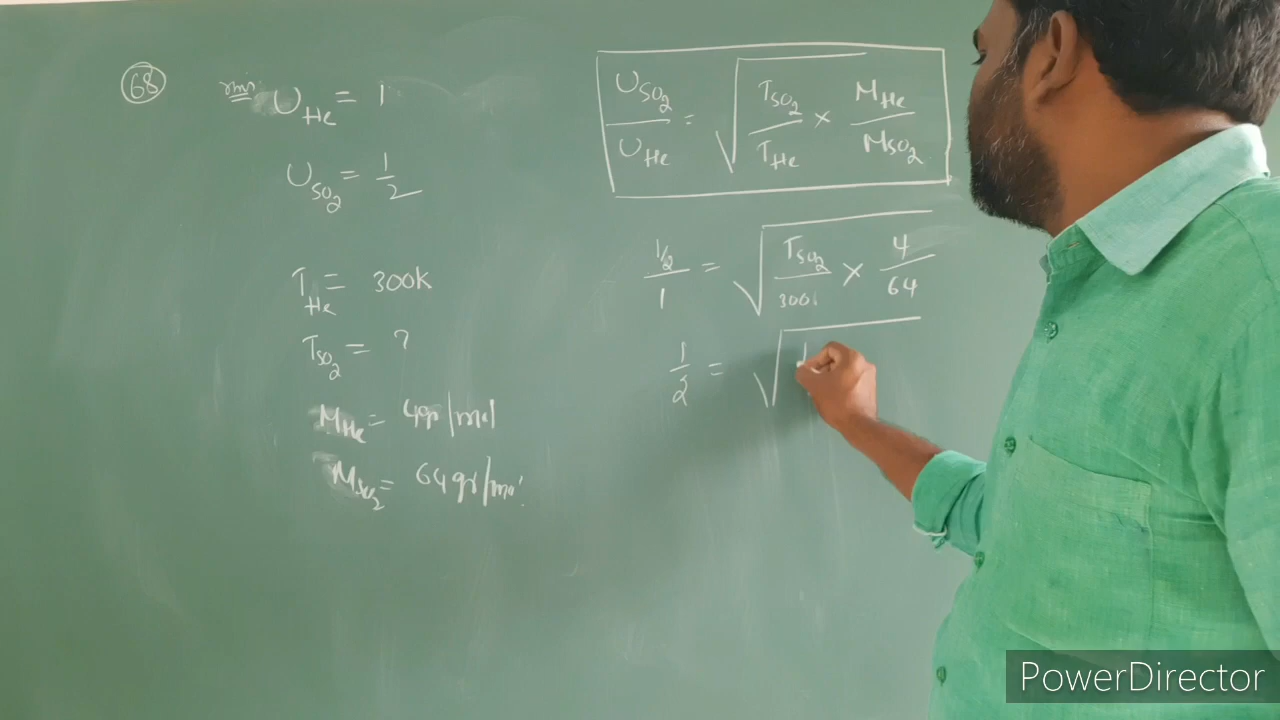 68
rms U_He = 1
U_SO2 = 1/2
T_He = 300K
T_SO2 = ?
M_He = 4gr/mol
M_SO2 = 64gr/mol
U_SO2/U_He = √(T_SO2/T_He × M_He/M_SO2)
1/2/1 = √(T_SO2/300 × 4/64)
1/2 = √
PowerDirector